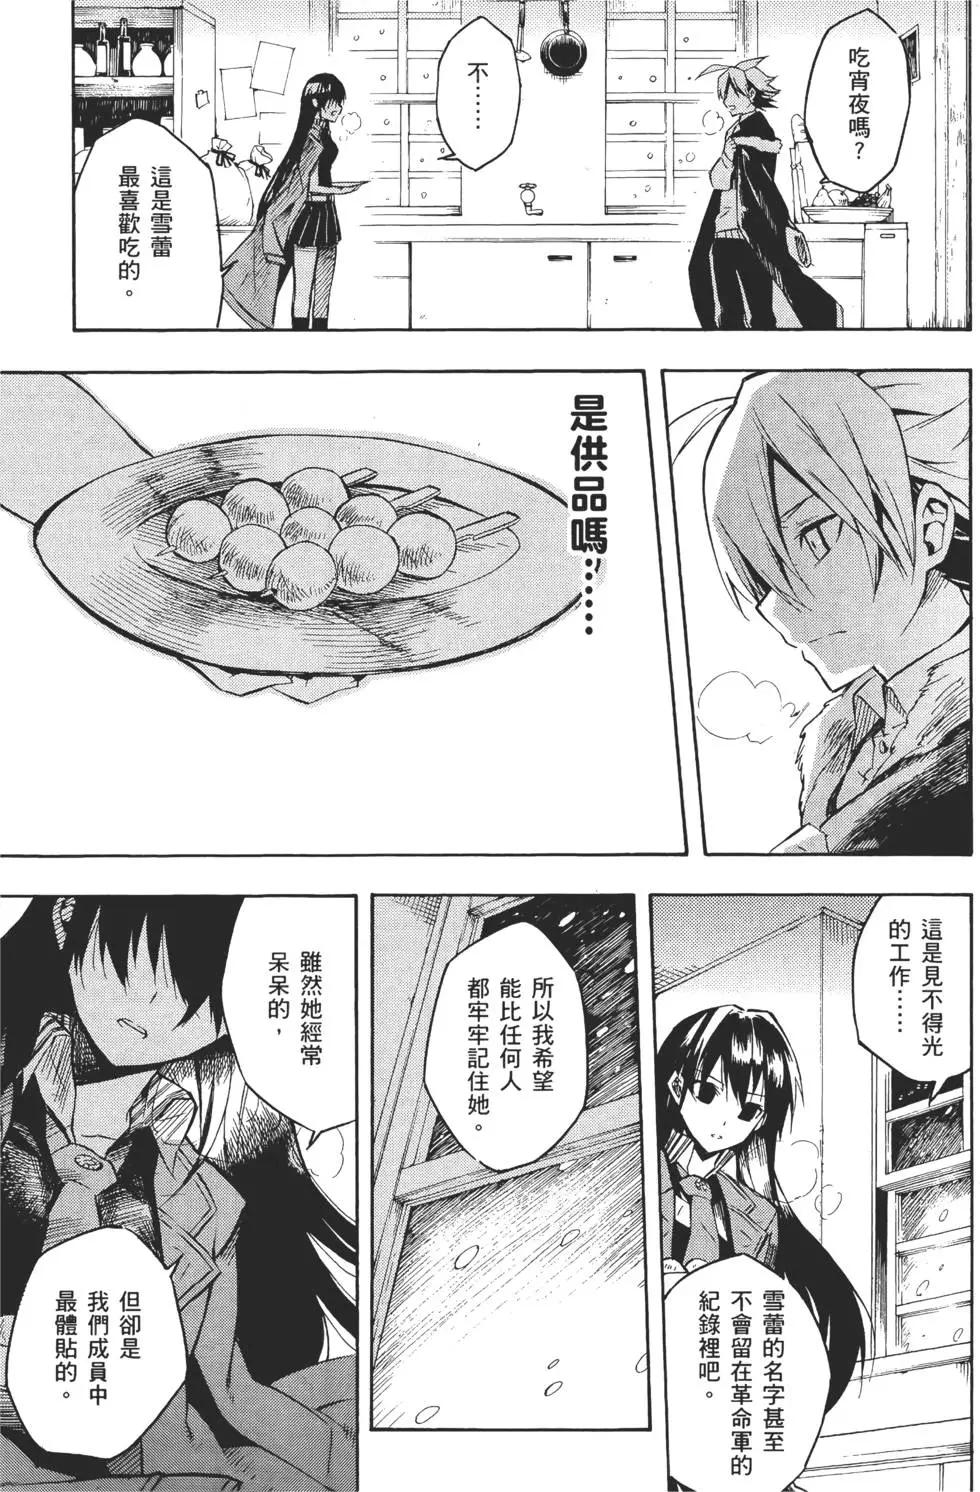 吃宵夜嗎?
不……
這是雪蕾
最喜歡吃的。
是供品嗎……
這是見不得光
的工作……
雪蕾的名字甚至
不會留在革命軍的
紀錄裡吧。
所以我希望
能比任何人
都牢牢記住她。
雖然她經常
呆呆的，
但卻是
我們成員中
最體貼的。